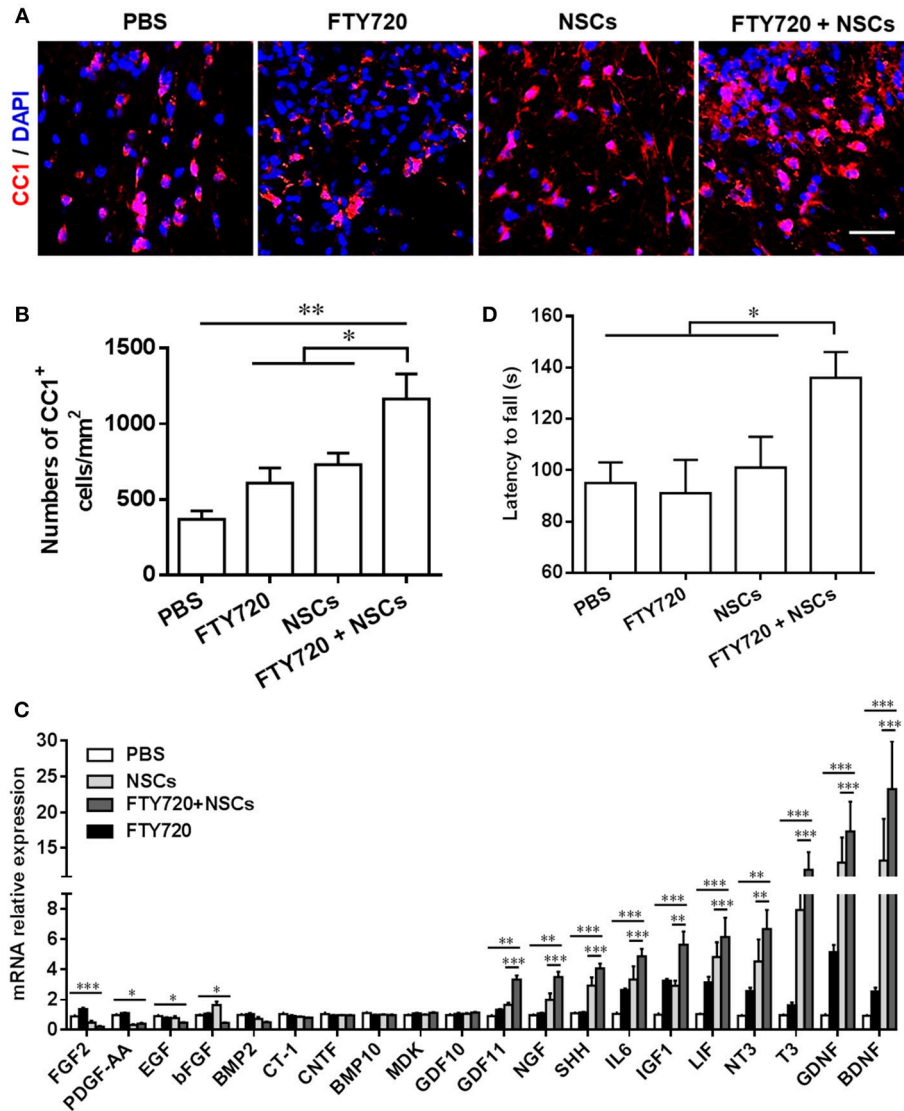 A
PBS
FTY720
NSCs
FTY720 + NSCs
CC1 / DAPI
B
**
*
Numbers of CC1+
cells/mm2
1500
1000
500
0
PBS
FTY720
NSCs
FTY720 + NSCs
D
*
Latency to fall (s)
160
140
120
100
80
60
PBS
FTY720
NSCs
FTY720 + NSCs
C
mRNA relative expression
30
25
20
15
8
6
4
2
0
PBS
NSCs
FTY720+NSCs
FTY720
***
*
*
*
**
***
**
***
***
***
***
***
***
**
***
***
**
**
***
***
***
***
***
***
FGF2
PDGF-AA
EGF
bFGF
BMP2
CT-1
CNTF
BMP10
MDK
GDF10
GDF11
NGF
SHH
IL6
IGF1
LIF
NT3
T3
GDNF
BDNF